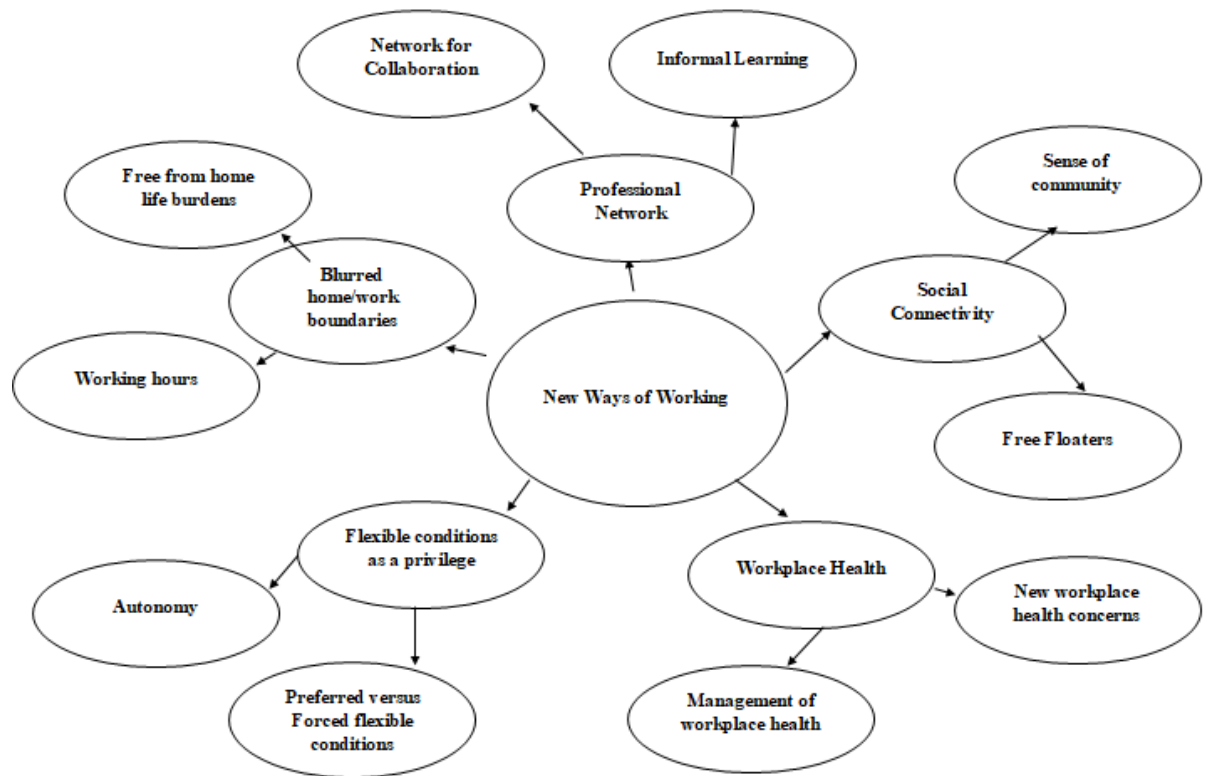 Network for
Collaboration
Informal Learning
Free from home
life burdens
Professional
Network
Sense of
community
Blurred
home/work
boundaries
Social
Connectivity
Working hours
New Ways of Working
Free Floaters
Flexible conditions
as a privilege
Workplace Health
Autonomy
New workplace
health concerns
Preferred versus
Forced flexible
conditions
Management of
workplace health